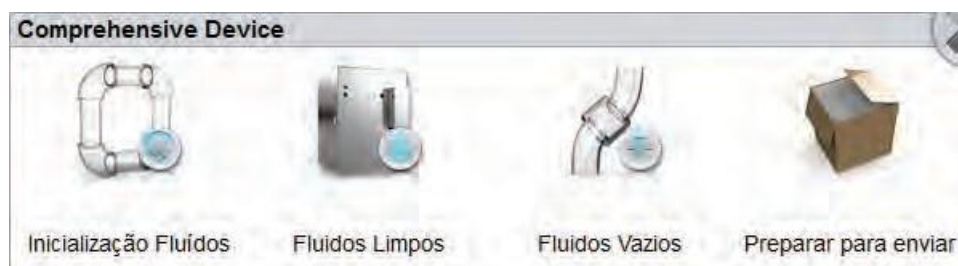 Comprehensive Device
Inicialização Fluídos
Fluidos Limpos
Fluidos Vazios
Preparar para enviar